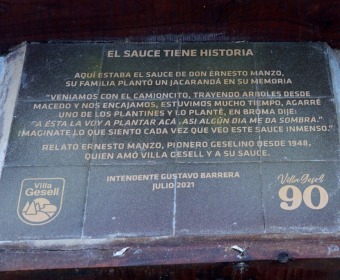 EL SAUCE TIENE HISTORIA
AQUÍ ESTABA EL SAUCE DE DON ERNESTO MANZO,
SU FAMILIA PLANTÓ UN JACARANDÁ EN SU MEMORIA
"VENIAMOS CON EL CAMIONCITO, TRAYENDO ARBOLES DESDE
MACEDO Y NOS ENCAJAMOS, ESTUVIMOS MUCHO TIEMPO, AGARRÉ
UNO DE LOS PLANTINES Y LO PLANTÉ, EN BROMA DIJE:
"A ÉSTA LA VOY A PLANTAR ACÁ, ASÍ ALGÚN DIA ME DA SOMBRA."
!IMAGINATE LO QUE SIENTO CADA VEZ QUE VEO ESTE SAUCE INMENSO."
RELATO ERNESTO MANZO, PIONERO GESELINO DESDE 1948,
QUIEN AMÓ VILLA GESELL Y A SU SAUCE.
INTENDENTE GUSTAVO BARRERA
JULIO 2021
Villa
Gesell
Villa Gesell
90